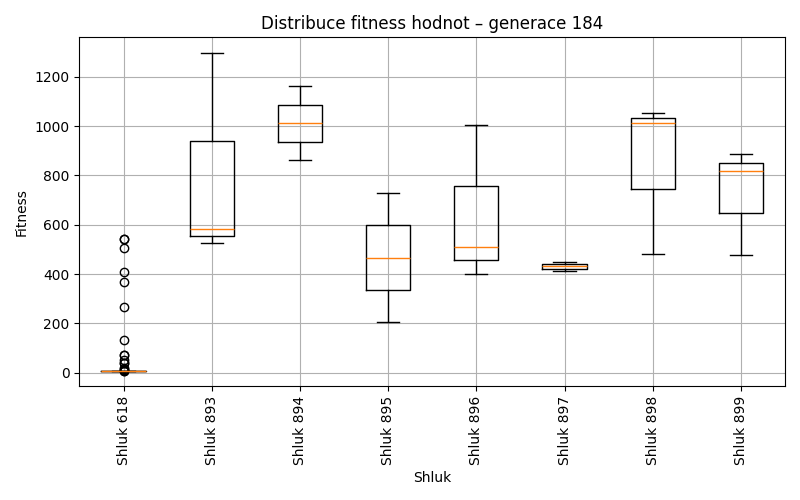 Distribuce fitness hodnot – generace 184
Fitness
1200
1000
800
600
400
200
0
Shluk 618
Shluk 893
Shluk 894
Shluk 895
Shluk 896
Shluk 897
Shluk 898
Shluk 899
Shluk